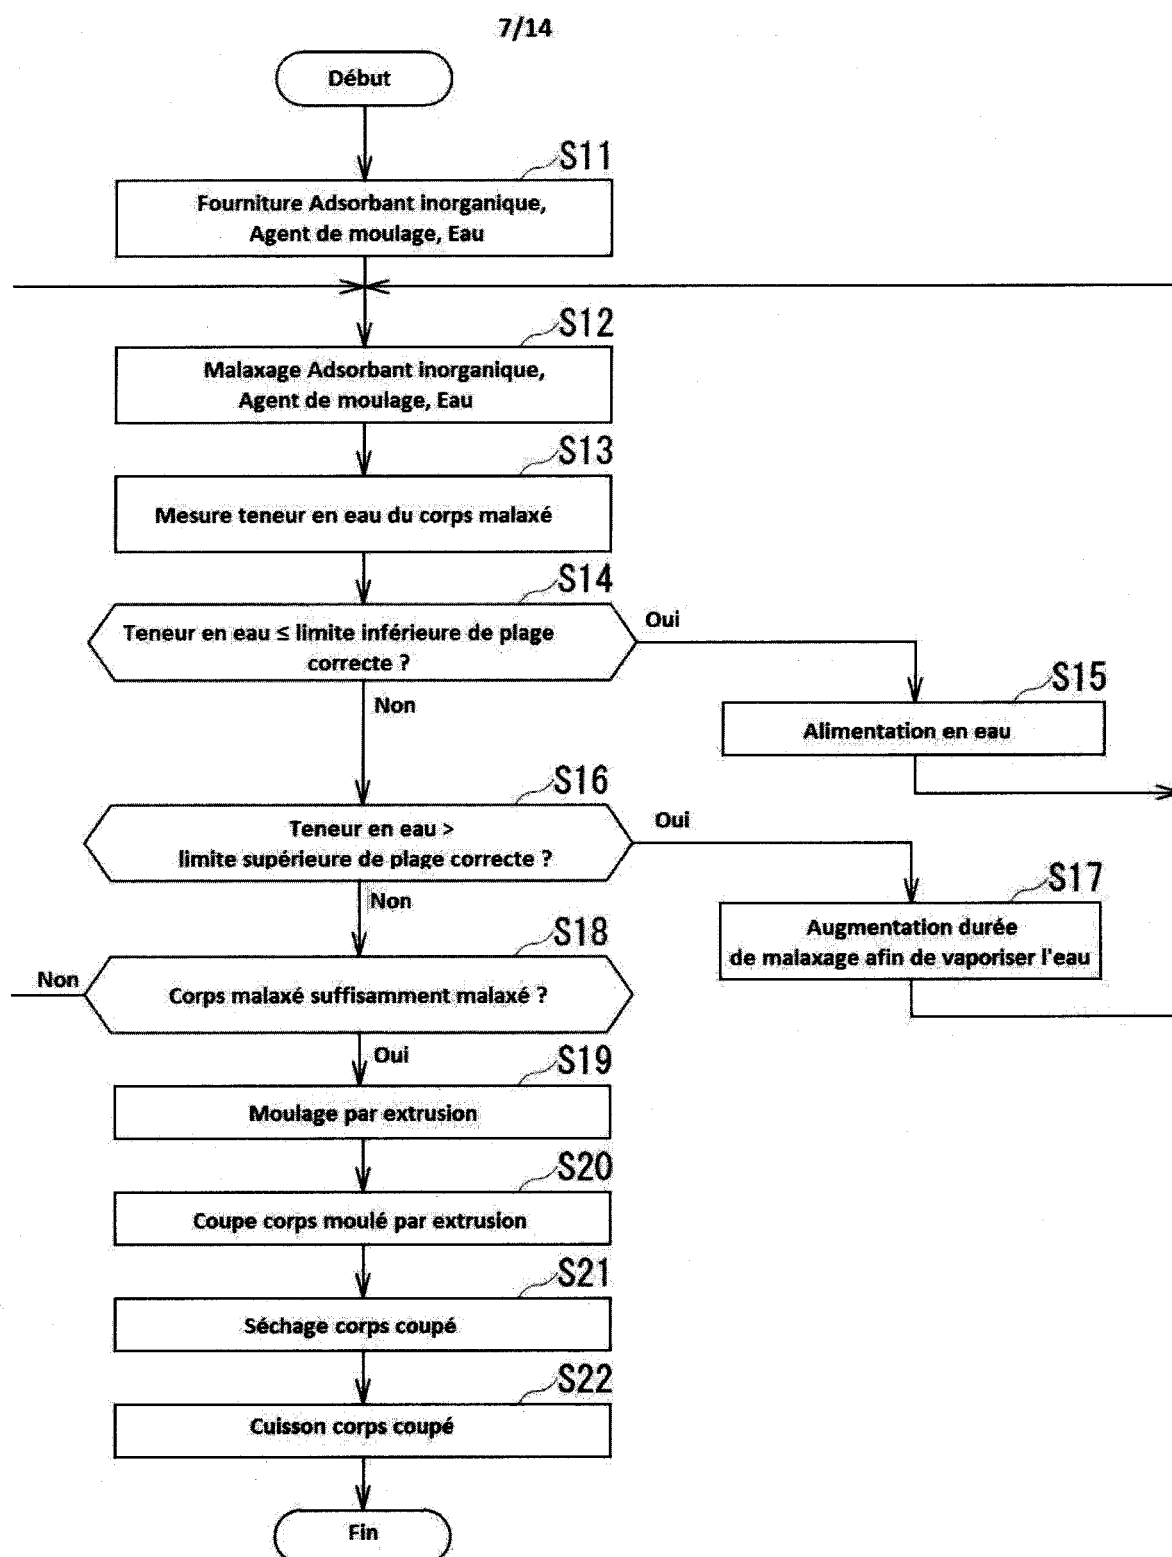 7/14
Début
S11
Fourniture Adsorbant inorganique,
Agent de moulage, Eau
S12
Malaxage Adsorbant inorganique,
Agent de moulage, Eau
S13
Mesure teneur en eau du corps malaxé
S14
Teneur en eau ≤ limite inférieure de plage
correcte ?
Oui
Non
S15
Alimentation en eau
S16
Teneur en eau >
limite supérieure de plage correcte ?
Oui
Non
S17
Augmentation durée
de malaxage afin de vaporiser l'eau
S18
Non
Corps malaxé suffisamment malaxé ?
Oui
S19
Moulage par extrusion
S20
Coupe corps moulé par extrusion
S21
Séchage corps coupé
S22
Cuisson corps coupé
Fin